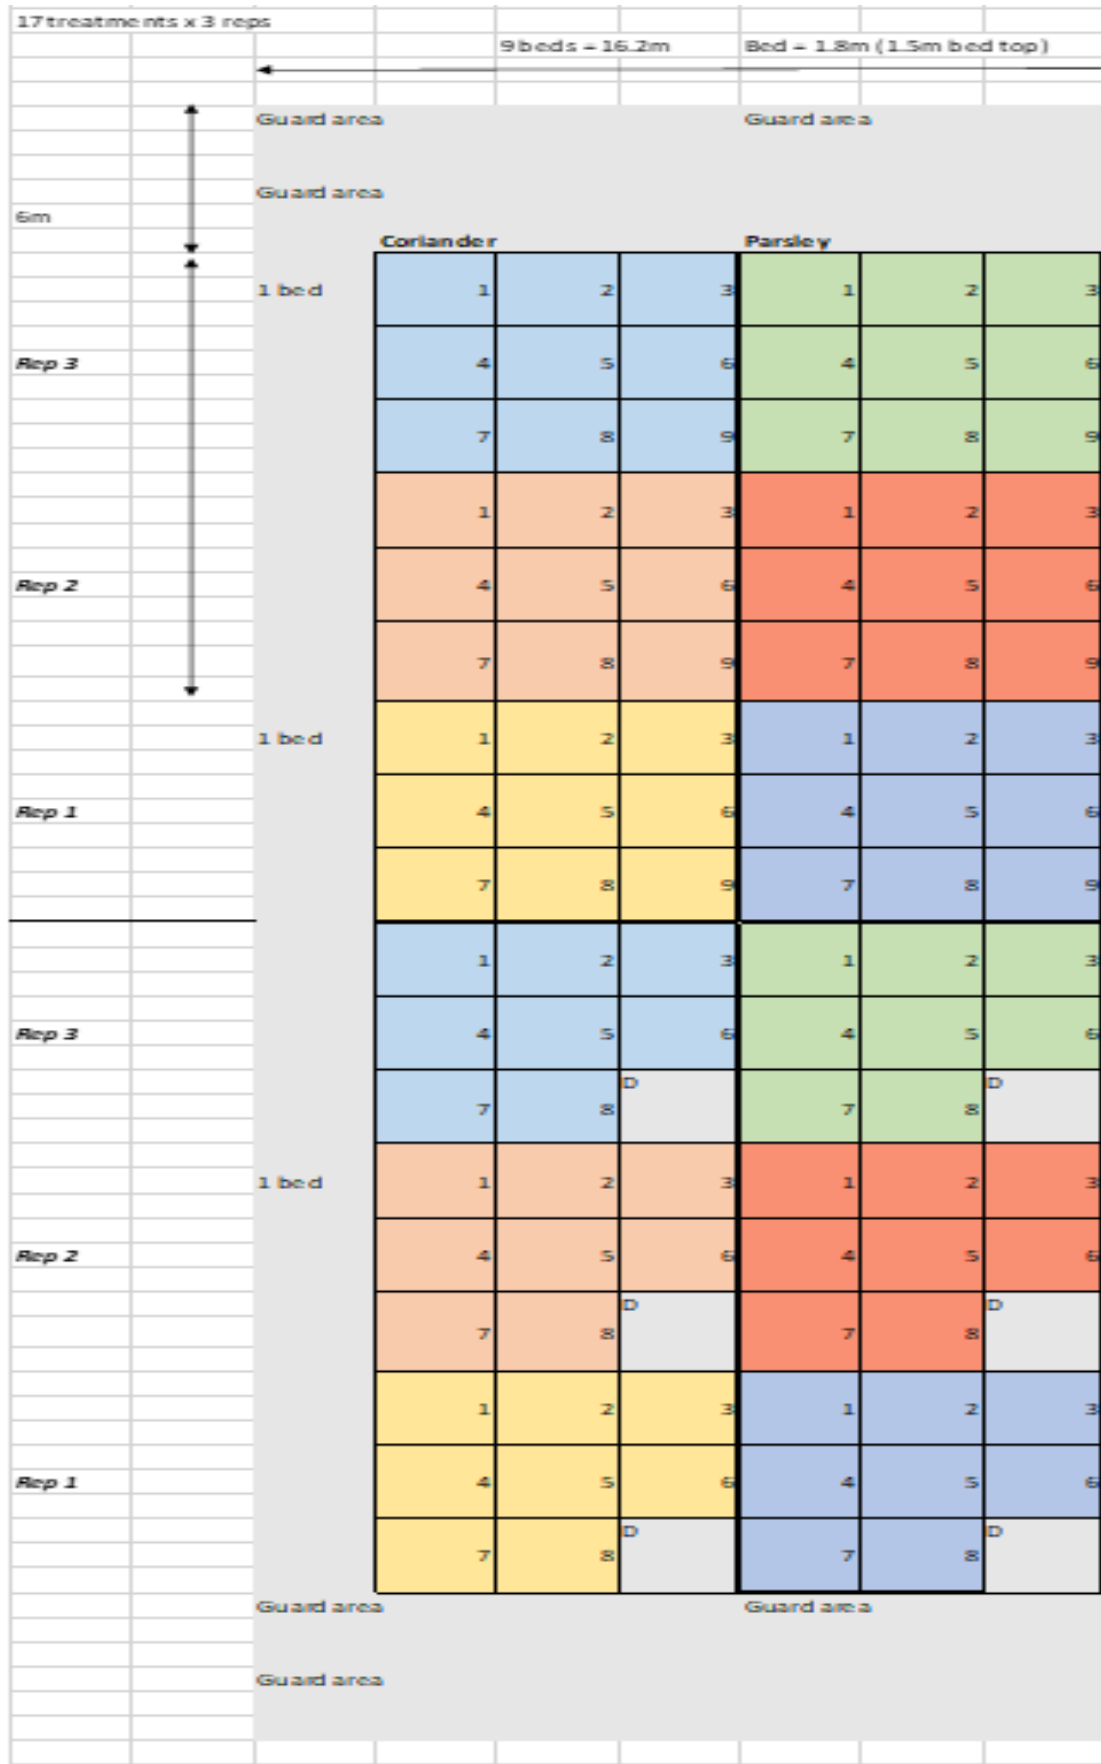 17 treatments x 3 reps
9 beds = 16.2m Bed = 1.8m (1.5m bed top)
Guard area Guard area
Guard area
6m
Coriander Parsley
1 bed 1 2 3 1 2 3
Rep 3 4 5 6 4 5 6
7 8 9 7 8 9
1 2 3 1 2 3
Rep 2 4 5 6 4 5 6
7 8 9 7 8 9
1 bed 1 2 3 1 2 3
Rep 1 4 5 6 4 5 6
7 8 9 7 8 9
1 2 3 1 2 3
Rep 3 4 5 6 4 5 6
7 8 D 7 8 D
1 bed 1 2 3 1 2 3
Rep 2 4 5 6 4 5 6
7 8 D 7 8 D
1 2 3 1 2 3
Rep 1 4 5 6 4 5 6
7 8 D 7 8 D
Guard area Guard area
Guard area